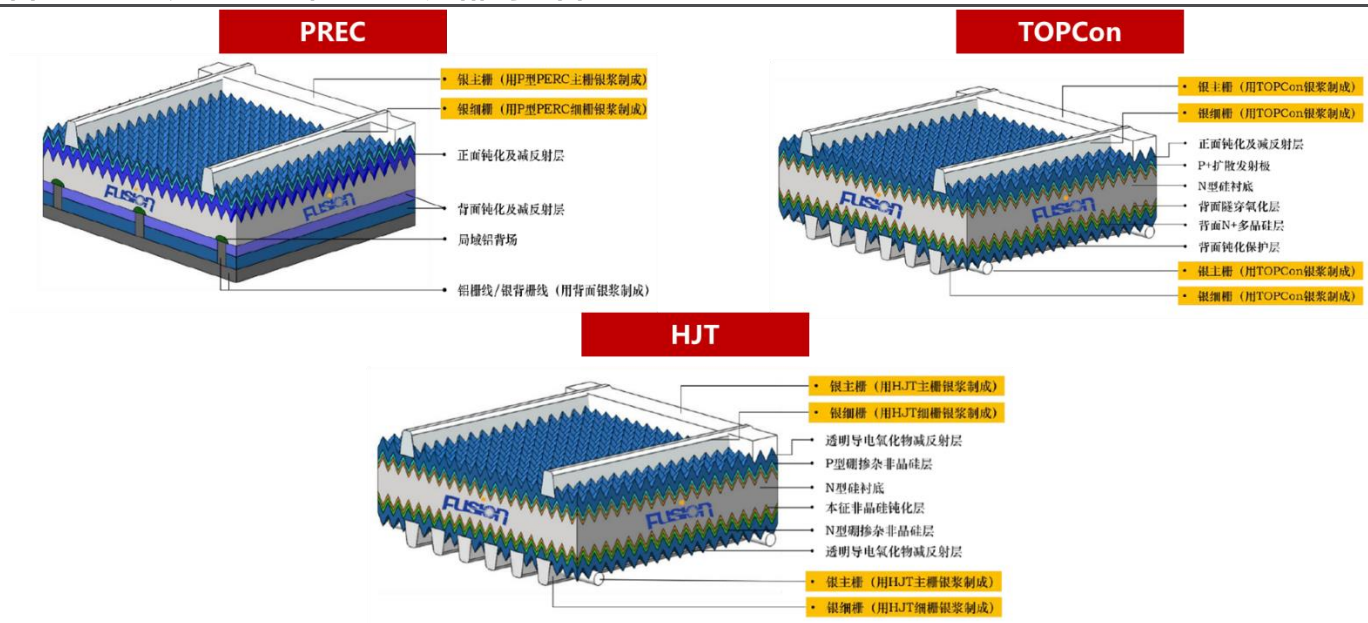 PREC
银主栅（用P型PERC主栅银浆制成）
银细栅（用P型PERC细栅银浆制成）
正面钝化及减反射层
背面钝化及减反射层
局域铝背场
铝栅线/银背栅线（用背面银浆制成）
FUSION
FUSION
TOPCon
银主栅（用TOPCon银浆制成）
银细栅（用TOPCon银浆制成）
正面钝化及减反射层
P+扩散发射极
N型硅衬底
背面隧穿氧化层
背面N+多晶硅层
背面钝化保护层
银主栅（用TOPCon银浆制成）
银细栅（用TOPCon银浆制成）
FUSION
FUSION
HJT
银主栅（用HJT主栅银浆制成）
银细栅（用HJT细栅银浆制成）
透明导电氧化物减反射层
P型硼掺杂非晶硅层
N型硅衬底
本征非晶硅钝化层
N型硼掺杂非晶硅层
透明导电氧化物减反射层
银主栅（用HJT主栅银浆制成）
银细栅（用HJT细栅银浆制成）
FUSION
FUSION